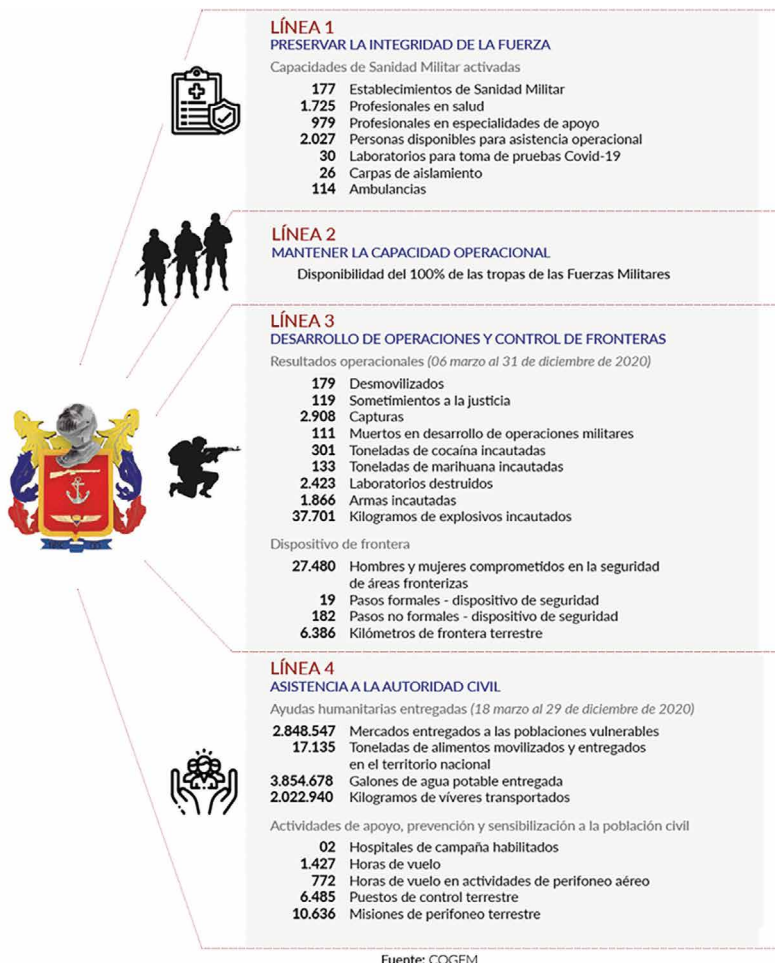 LÍNEA 1
PRESERVAR LA INTEGRIDAD DE LA FUERZA
Capacidades de Sanidad Militar activadas
177 Establecimientos de Sanidad Militar
1.725 Profesionales en salud
979 Profesionales en especialidades de apoyo
2.027 Personas disponibles para asistencia operacional
30 Laboratorios para toma de pruebas Covid-19
26 Carpas de aislamiento
114 Ambulancias
LÍNEA 2
MANTENER LA CAPACIDAD OPERACIONAL
Disponibilidad del 100% de las tropas de las Fuerzas Militares
LÍNEA 3
DESARROLLO DE OPERACIONES Y CONTROL DE FRONTERAS
Resultados operacionales (06 marzo al 31 de diciembre de 2020)
179 Desmovilizados
119 Sometimientos a la justicia
2.908 Capturas
111 Muertos en desarrollo de operaciones militares
301 Toneladas de cocaína incautadas
133 Toneladas de marihuana incautadas
2.423 Laboratorios destruidos
1.866 Armas incautadas
37.701 Kilogramos de explosivos incautados
Dispositivo de frontera
27.480 Hombres y mujeres comprometidos en la seguridad
de áreas fronterizas
19 Pasos formales - dispositivo de seguridad
182 Pasos no formales - dispositivo de seguridad
6.386 Kilómetros de frontera terrestre
LÍNEA 4
ASISTENCIA A LA AUTORIDAD CIVIL
Ayudas humanitarias entregadas (18 marzo al 29 de diciembre de 2020)
2.848.547 Mercados entregados a las poblaciones vulnerables
17.135 Toneladas de alimentos movilizados y entregados
en el territorio nacional
3.854.678 Galones de agua potable entregada
2.022.940 Kilogramos de víveres transportados
Actividades de apoyo, prevención y sensibilización a la población civil
02 Hospitales de campaña habilitados
1.427 Horas de vuelo
772 Horas de vuelo en actividades de perifoneo aéreo
6.485 Puestos de control terrestre
10.636 Misiones de perifoneo terrestre
Fuente: COGFM